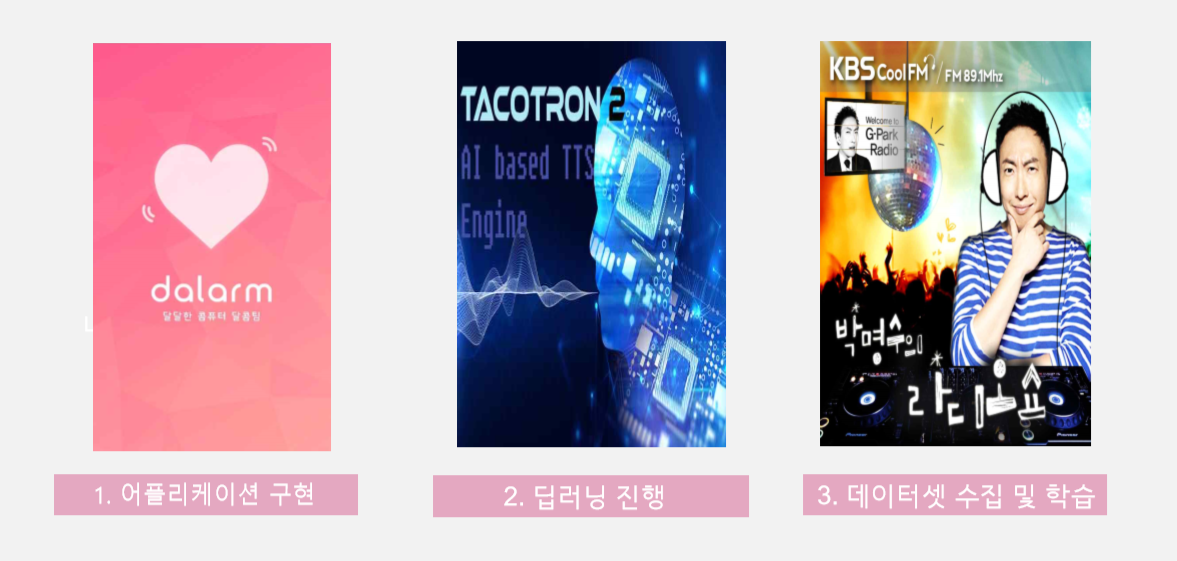 dalarm
달달한 콤퓨터 달콤팀
1. 어플리케이션 구현
TACOTRON 2
AI based TTS
Engine
2. 딥러닝 진행
KBS Cool FM / FM 89.1Mhz
Welcome to
G-Park
Radio
박명수의
라디오쇼
3. 데이터셋 수집 및 학습